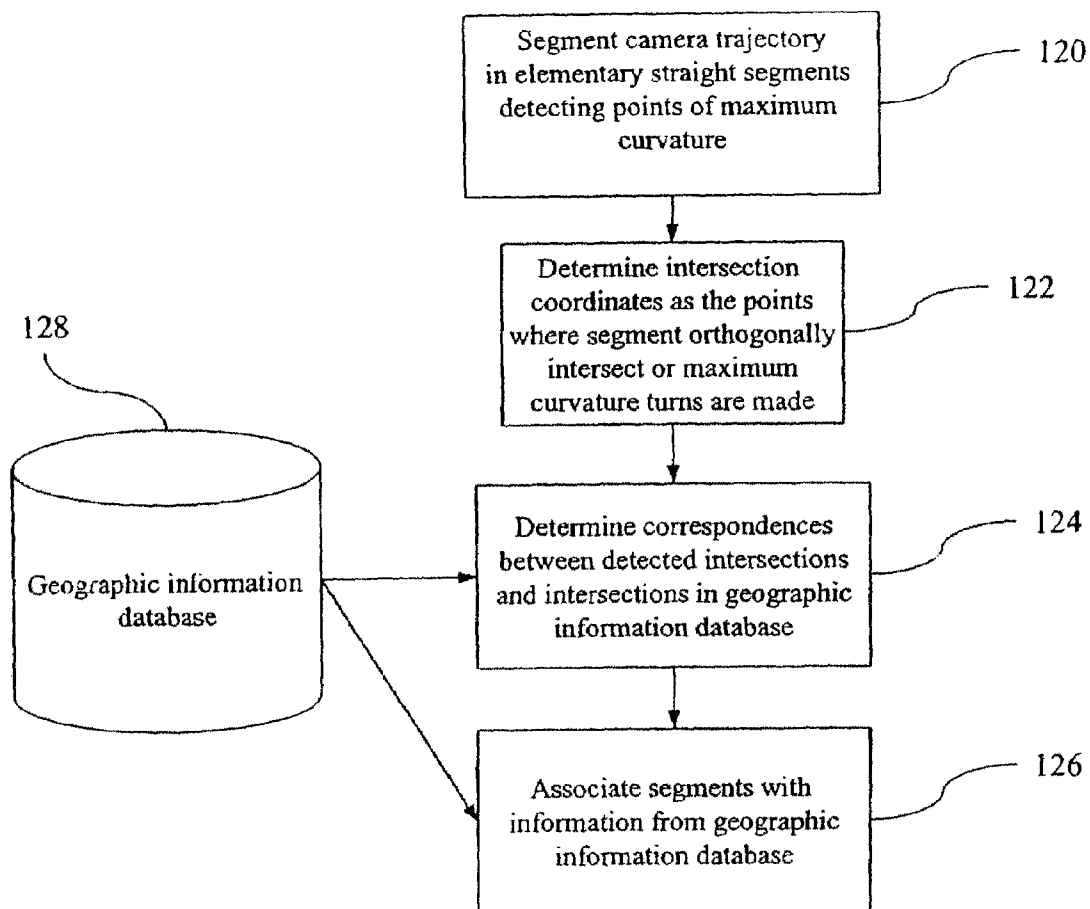 Segment camera trajectory
in elementary straight segments
detecting points of maximum
curvature
120
Determine intersection
coordinates as the points
where segment orthogonally
intersect or maximum
curvature turns are made
122
128
Geographic information
database
Determine correspondences
between detected intersections
and intersections in geographic
information database
124
Associate segments with
information from geographic
information database
126